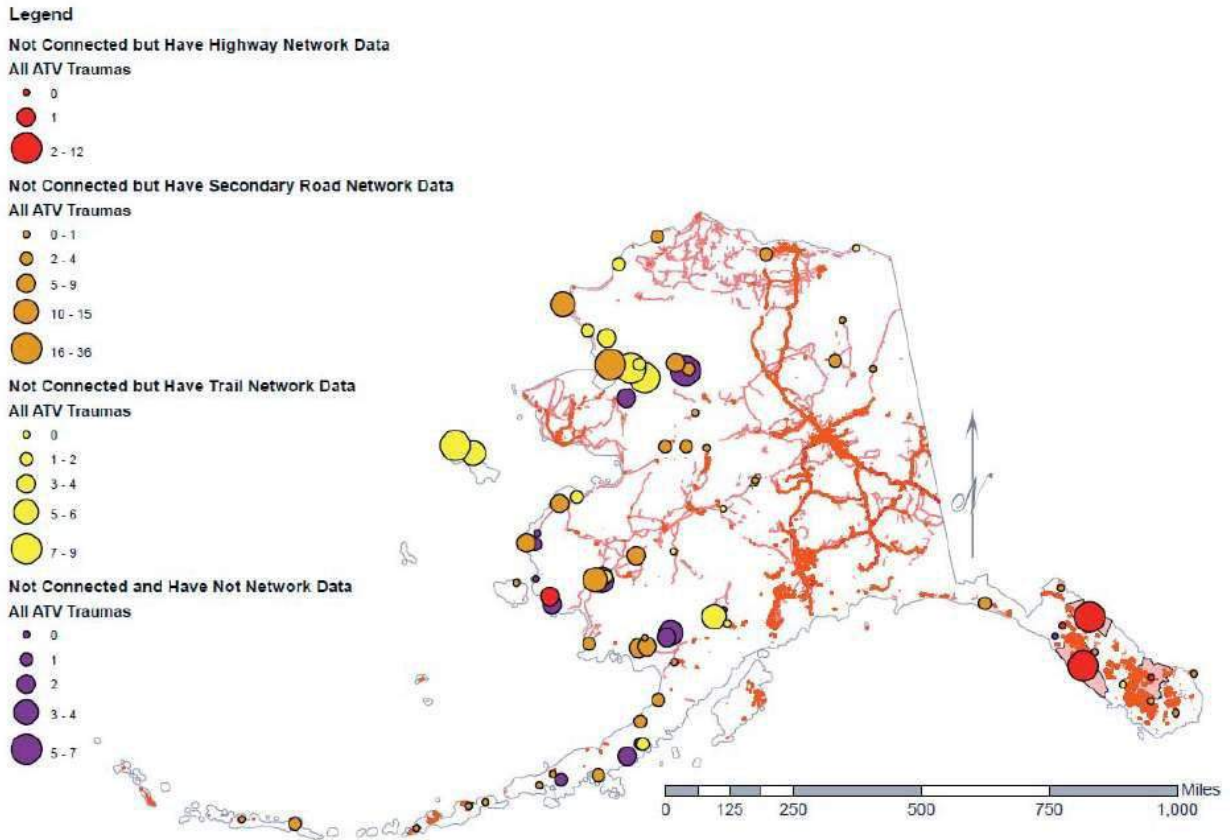 Legend
Not Connected but Have Highway Network Data
All ATV Traumas
0
1
2 - 12
Not Connected but Have Secondary Road Network Data
All ATV Traumas
0 - 1
2 - 4
5 - 9
10 - 15
16 - 36
Not Connected but Have Trail Network Data
All ATV Traumas
0
1 - 2
3 - 4
5 - 6
7 - 9
Not Connected and Have Not Network Data
All ATV Traumas
0
1
2
3 - 4
5 - 7
N
Miles
0 125 250 500 750 1,000